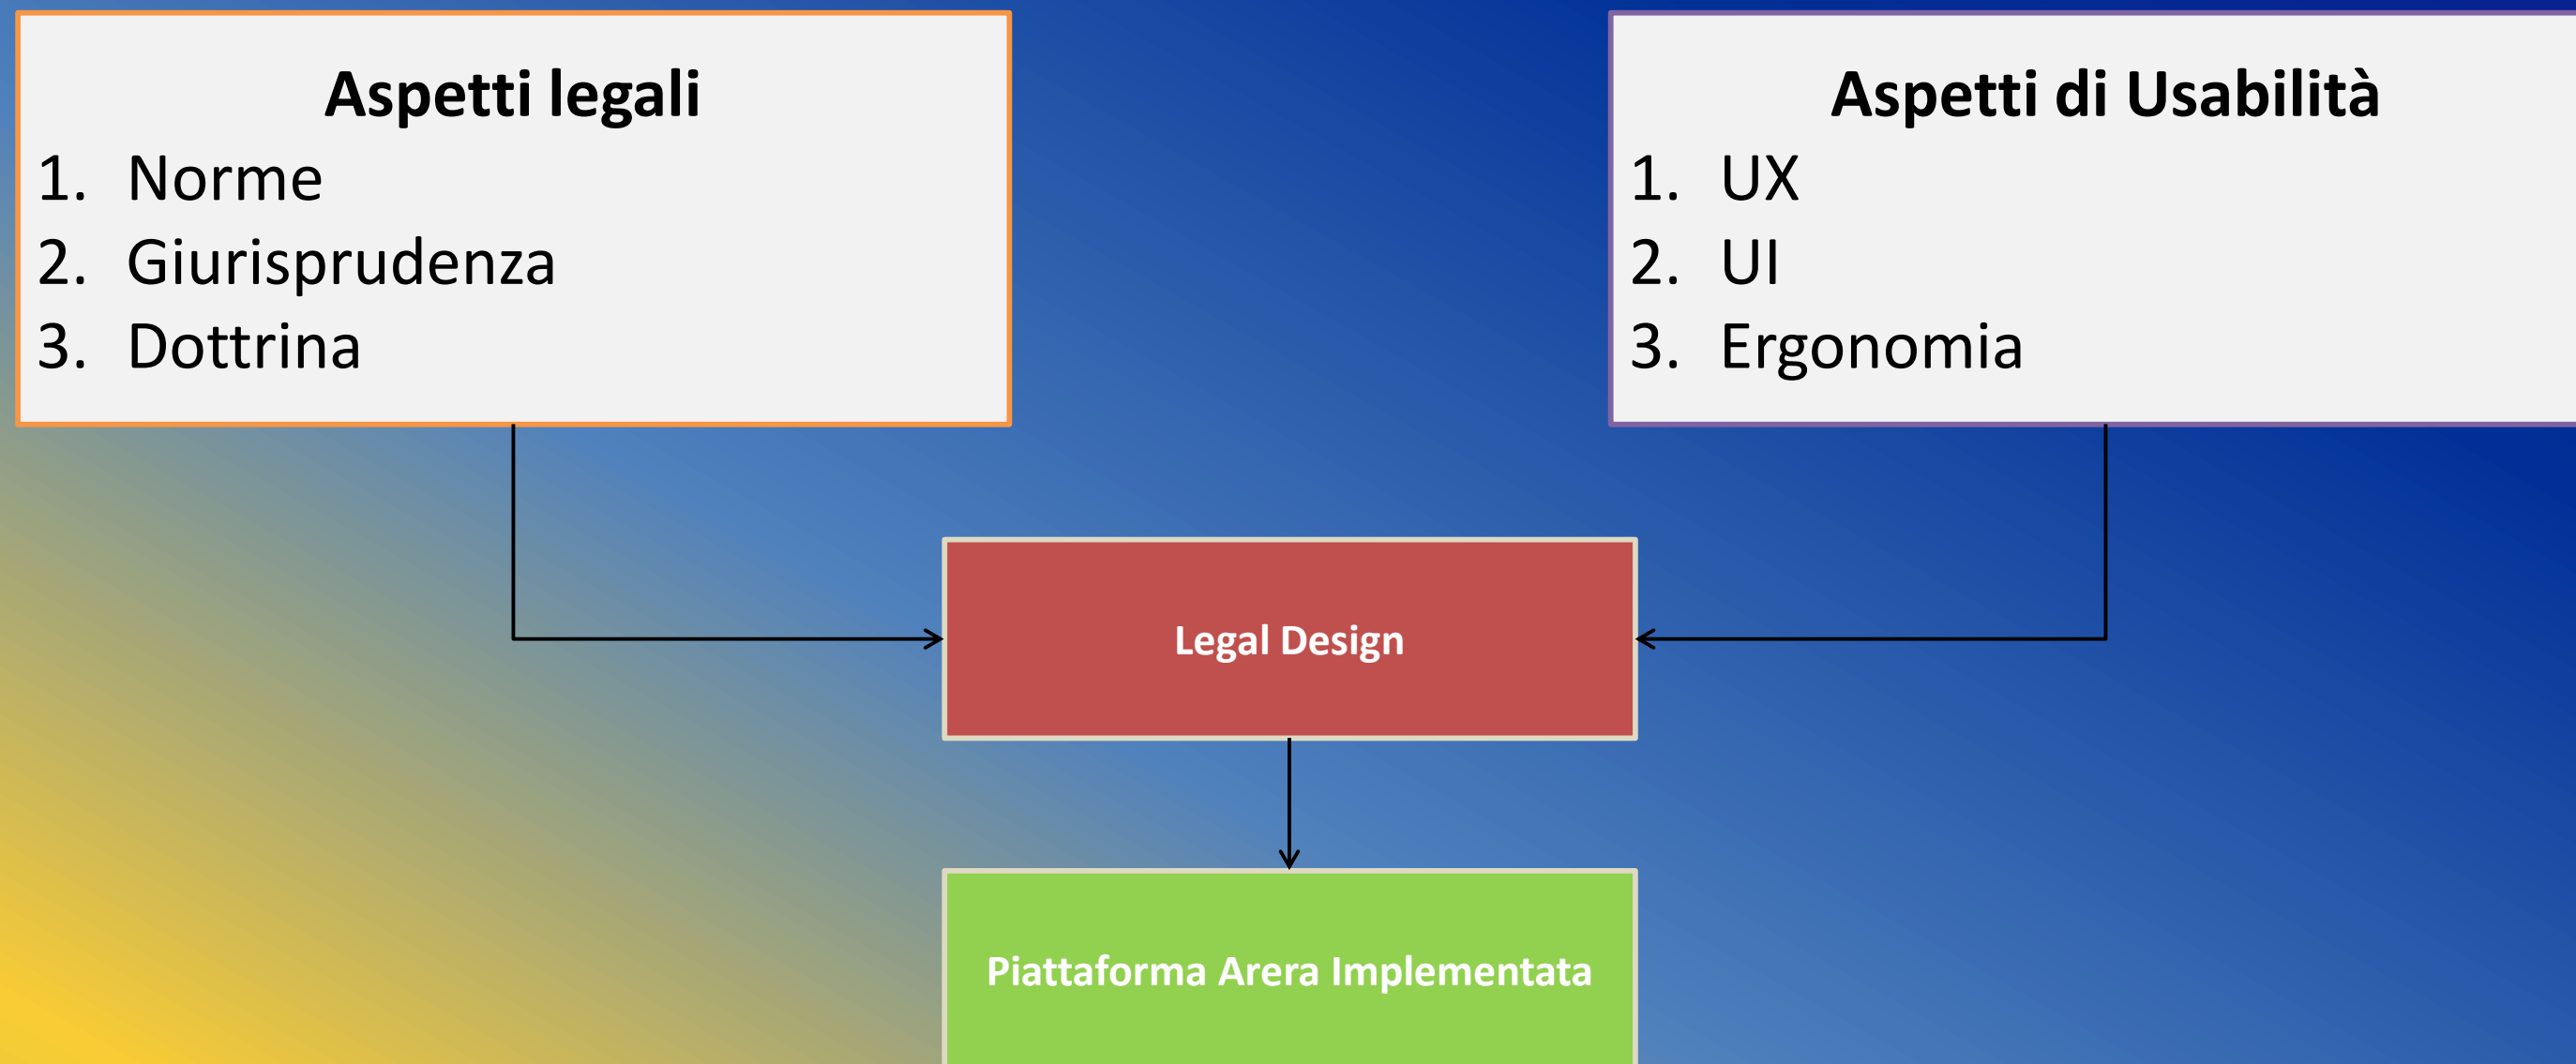 Aspetti legali
1. Norme
2. Giurisprudenza
3. Dottrina
Aspetti di Usabilità
1. UX
2. UI
3. Ergonomia
Legal Design
Piattaforma Arera Implementata